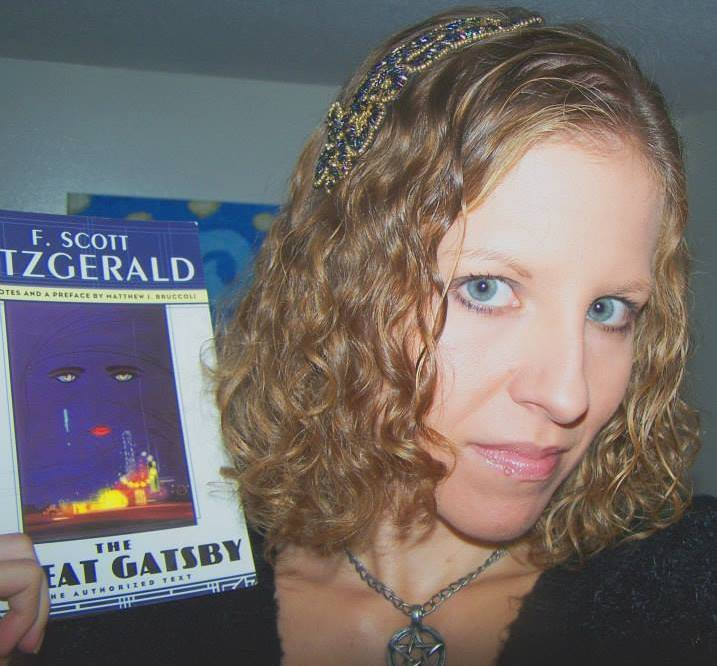 F. SCOTT
TZGERALD
OTES AND A PREFACE BY MATTHEW J. BRUCCOLI
THE
EAT GATSBY
HE AUTHORIZED TEXT